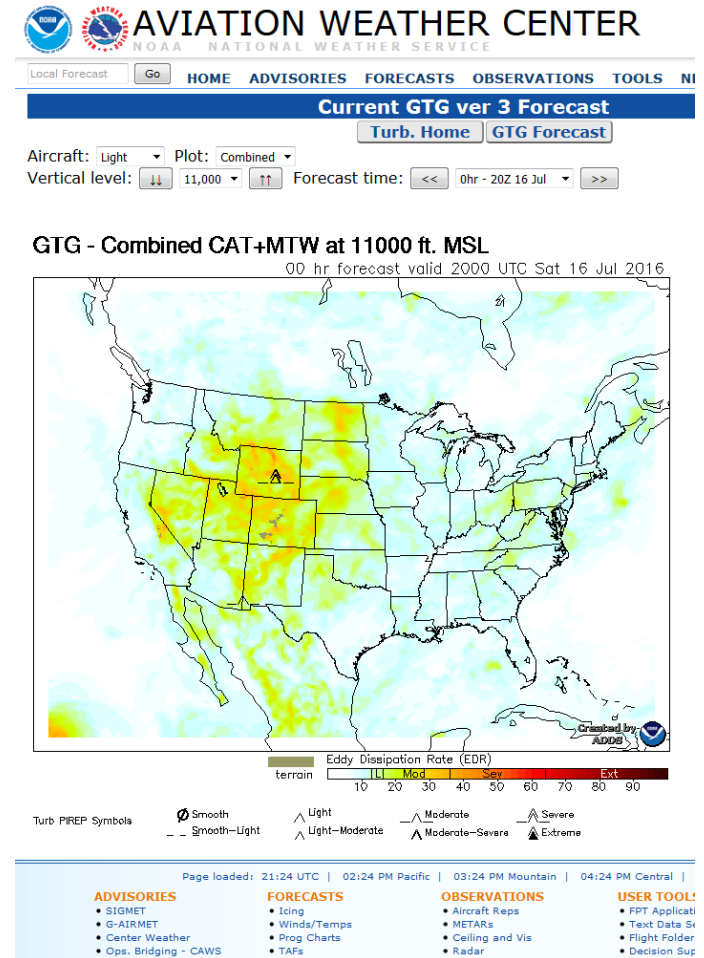 AVIATION WEATHER CENTER
NOAA NATIONAL WEATHER SERVICE
Local Forecast Go HOME ADVISORIES FORECASTS OBSERVATIONS TOOLS
Current GTG ver 3 Forecast
Turb. Home GTG Forecast
Aircraft: Light Plot: Combined
Vertical level: ↓↓ 11,000 ↑↑ Forecast time: << 0hr - 20Z 16 Jul >>
GTG - Combined CAT+MTW at 11000 ft. MSL
00 hr forecast valid 2000 UTC Sat 16 Jul 2016
Created by
ADDS
Eddy Dissipation Rate (EDR)
Lt Mod Sev Ext
terrain 10 20 30 40 50 60 70 80 90
Smooth Light Moderate Severe
Turb PIREP Symbols
Smooth-Light Light-Moderate Moderate-Severe Extreme
Page loaded: 21:24 UTC | 02:24 PM Pacific | 03:24 PM Mountain | 04:24 PM Central |
ADVISORIES FORECASTS OBSERVATIONS USER TOOLS
• SIGMET • Icing • Aircraft Reps • FPT Applicati
• G-AIRMET • Winds/Temps • METARs • Text Data Se
• Center Weather • Prog Charts • Ceiling and Vis • Flight Folder
• Ops. Bridging - CAWS • TAFs • Radar • Decision Sup